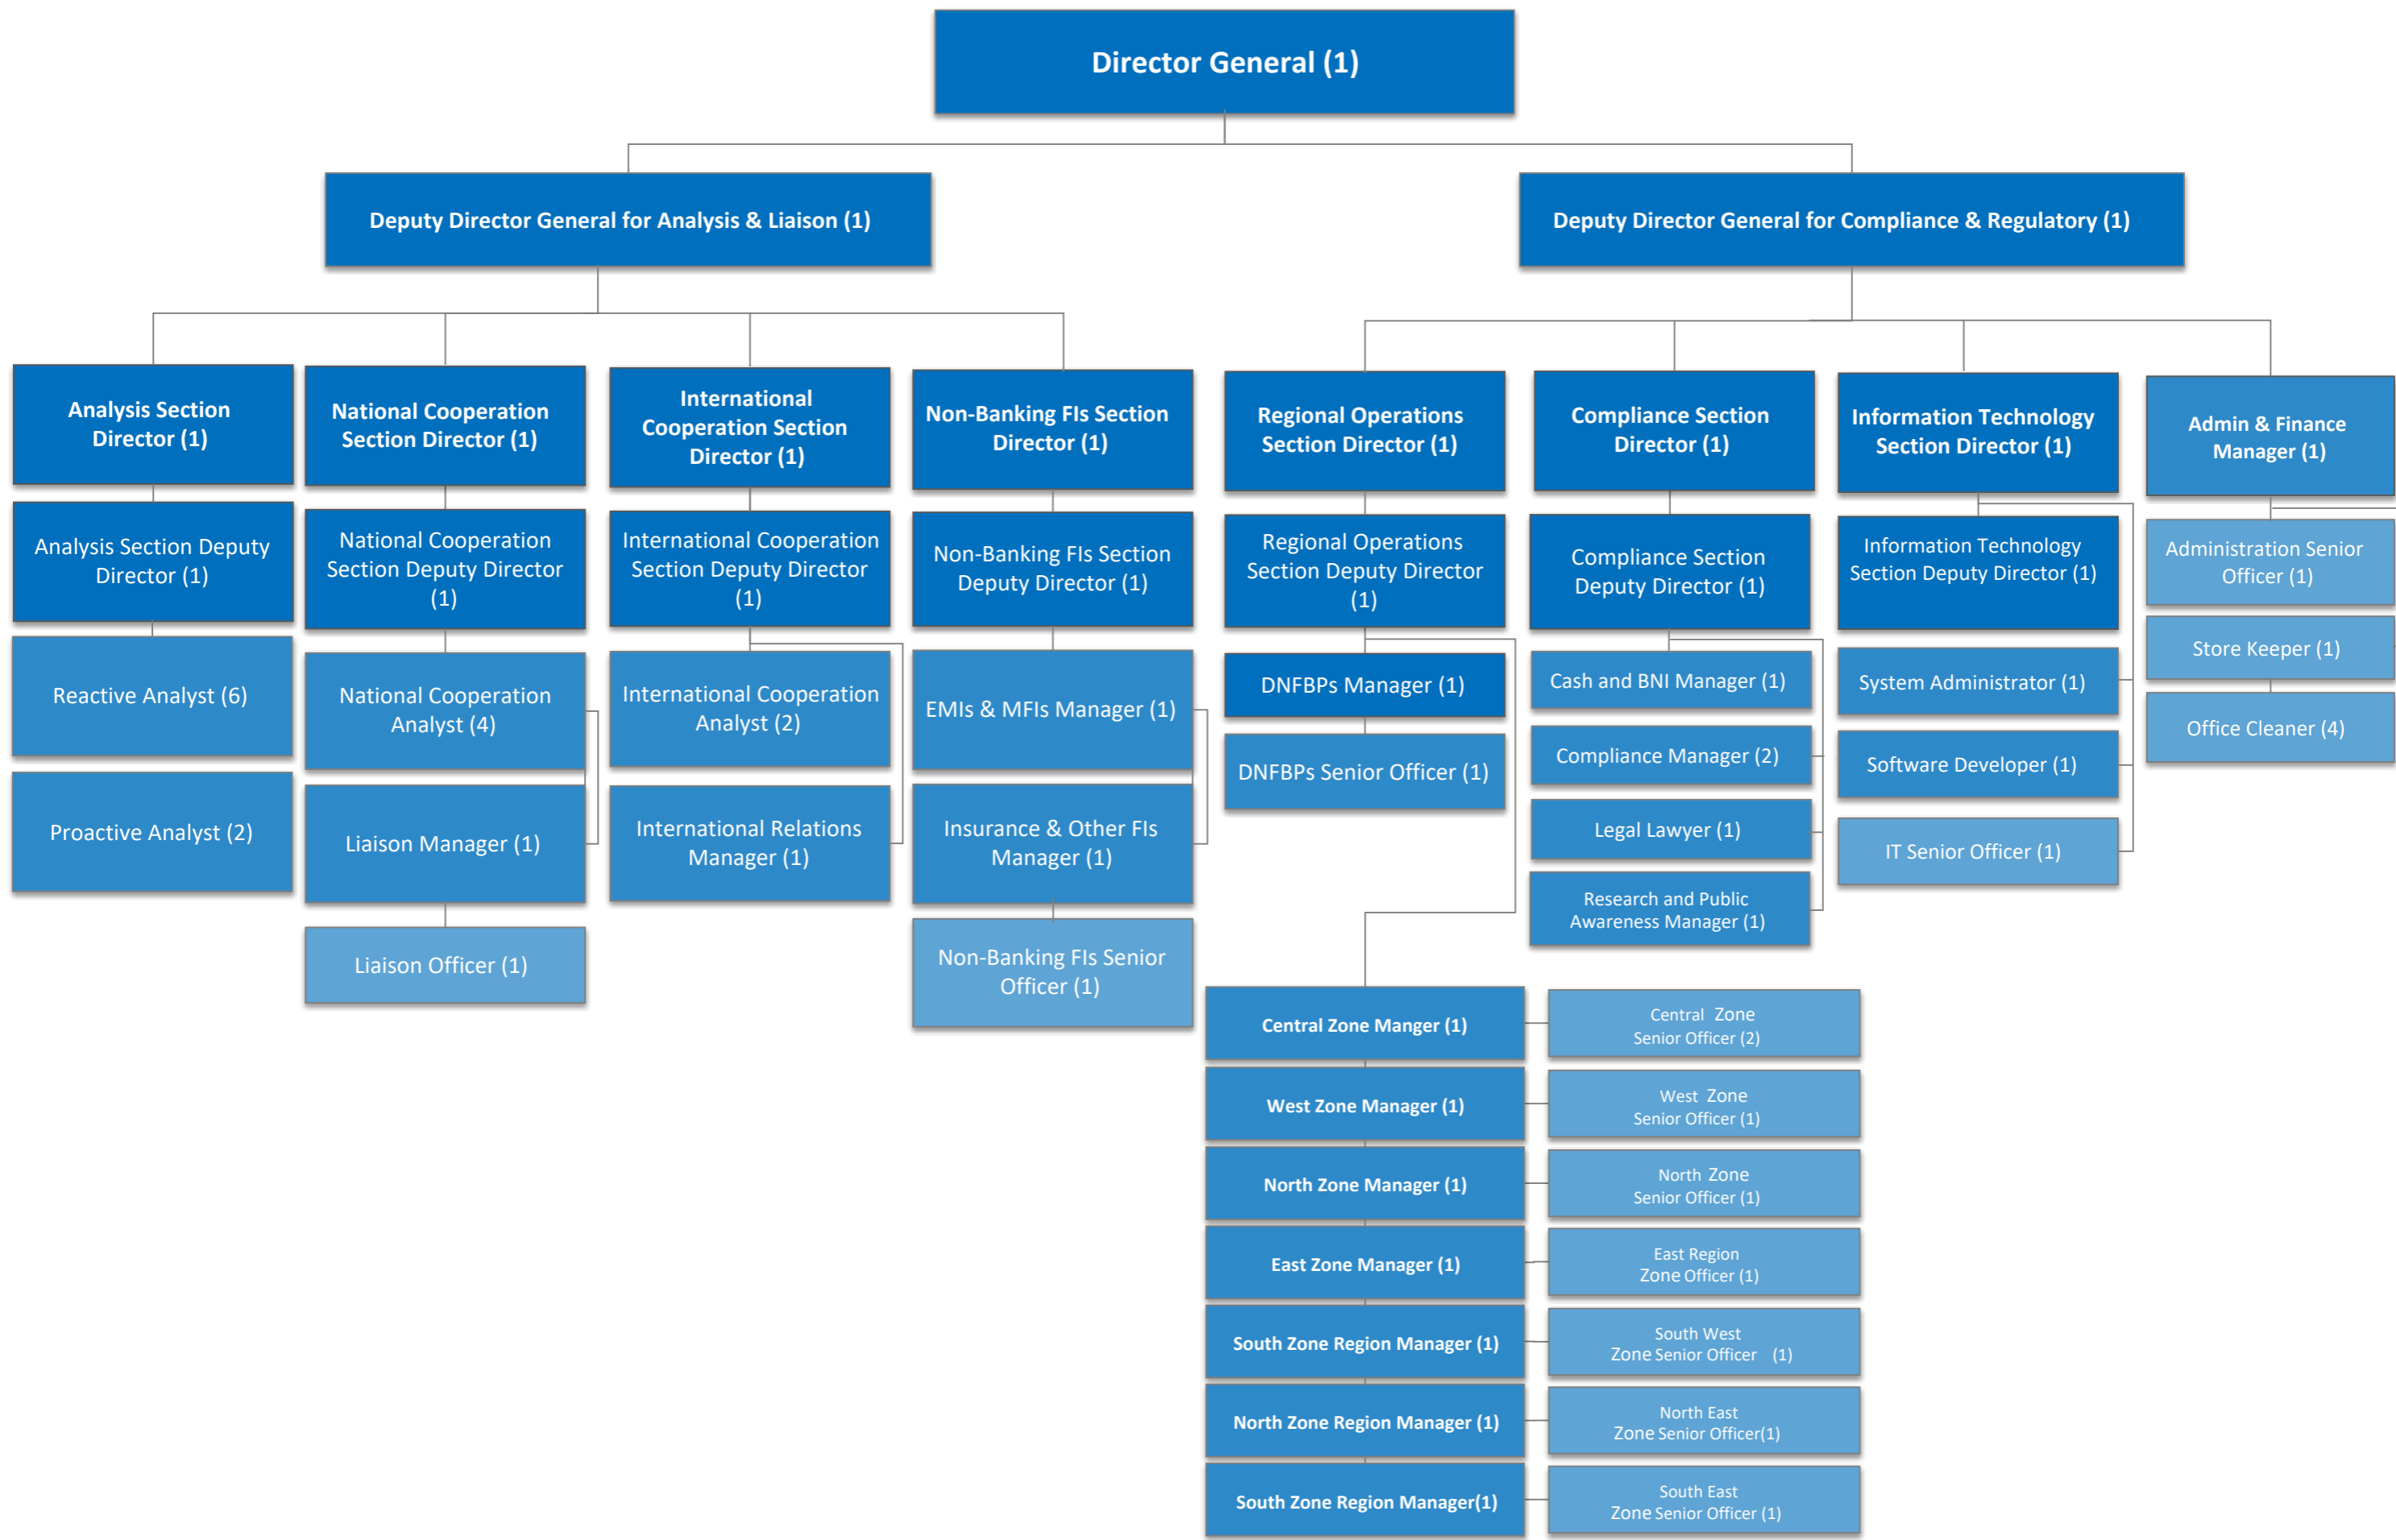 Director General (1)
Deputy Director General for Analysis & Liaison (1)
Deputy Director General for Compliance & Regulatory (1)
Analysis Section
Director (1)
National Cooperation
Section Director (1)
International
Cooperation Section
Director (1)
Non-Banking FIs Section
Director (1)
Regional Operations
Section Director (1)
Compliance Section
Director (1)
Information Technology
Section Director (1)
Admin & Finance
Manager (1)
Analysis Section Deputy
Director (1)
National Cooperation
Section Deputy Director
(1)
International Cooperation
Section Deputy Director
(1)
Non-Banking FIs Section
Deputy Director (1)
Regional Operations
Section Deputy Director
(1)
Compliance Section
Deputy Director (1)
Information Technology
Section Deputy Director (1)
Administration Senior
Officer (1)
Reactive Analyst (6)
National Cooperation
Analyst (4)
International Cooperation
Analyst (2)
EMIs & MFIs Manager (1)
DNFBPs Manager (1)
Cash and BNI Manager (1)
System Administrator (1)
Store Keeper (1)
Proactive Analyst (2)
Liaison Manager (1)
International Relations
Manager (1)
Insurance & Other FIs
Manager (1)
DNFBPs Senior Officer (1)
Compliance Manager (2)
Software Developer (1)
Office Cleaner (4)
Legal Lawyer (1)
IT Senior Officer (1)
Research and Public
Awareness Manager (1)
Liaison Officer (1)
Non-Banking FIs Senior
Officer (1)
Central Zone Manger (1)
Central Zone
Senior Officer (2)
West Zone Manager (1)
West Zone
Senior Officer (1)
North Zone Manager (1)
North Zone
Senior Officer (1)
East Zone Manager (1)
East Region
Zone Officer (1)
South Zone Region Manager (1)
South West
Zone Senior Officer (1)
North Zone Region Manager (1)
North East
Zone Senior Officer(1)
South Zone Region Manager(1)
South East
Zone Senior Officer (1)